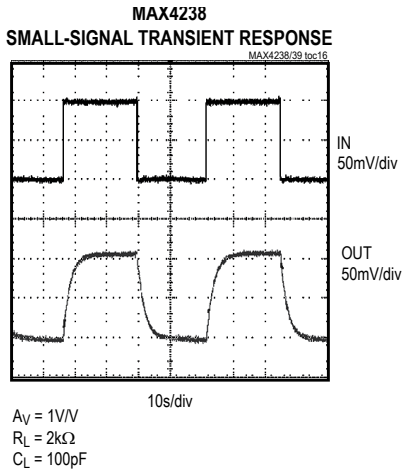 MAX4238
SMALL-SIGNAL TRANSIENT RESPONSE
MAX4238/39 toc16
IN
50mV/div
OUT
50mV/div
10s/div
AV = 1V/V
RL = 2kΩ
CL = 100pF